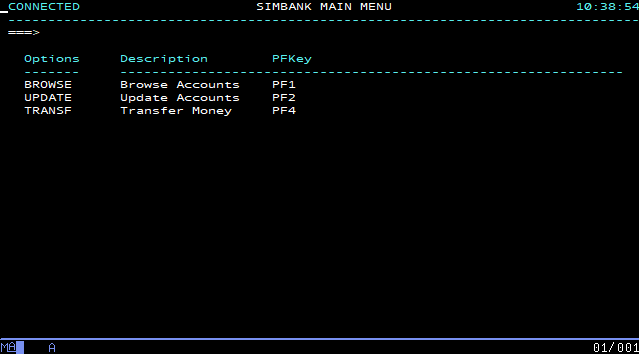 CONNECTED SIMBANK MAIN MENU 10:38:54
--------------------------------------------------------------------------------
===>
Options Description PFKey
------- ---------------------------------------------------------------
BROWSE Browse Accounts PF1
UPDATE Update Accounts PF2
TRANSF Transfer Money PF4
MA A 01/001